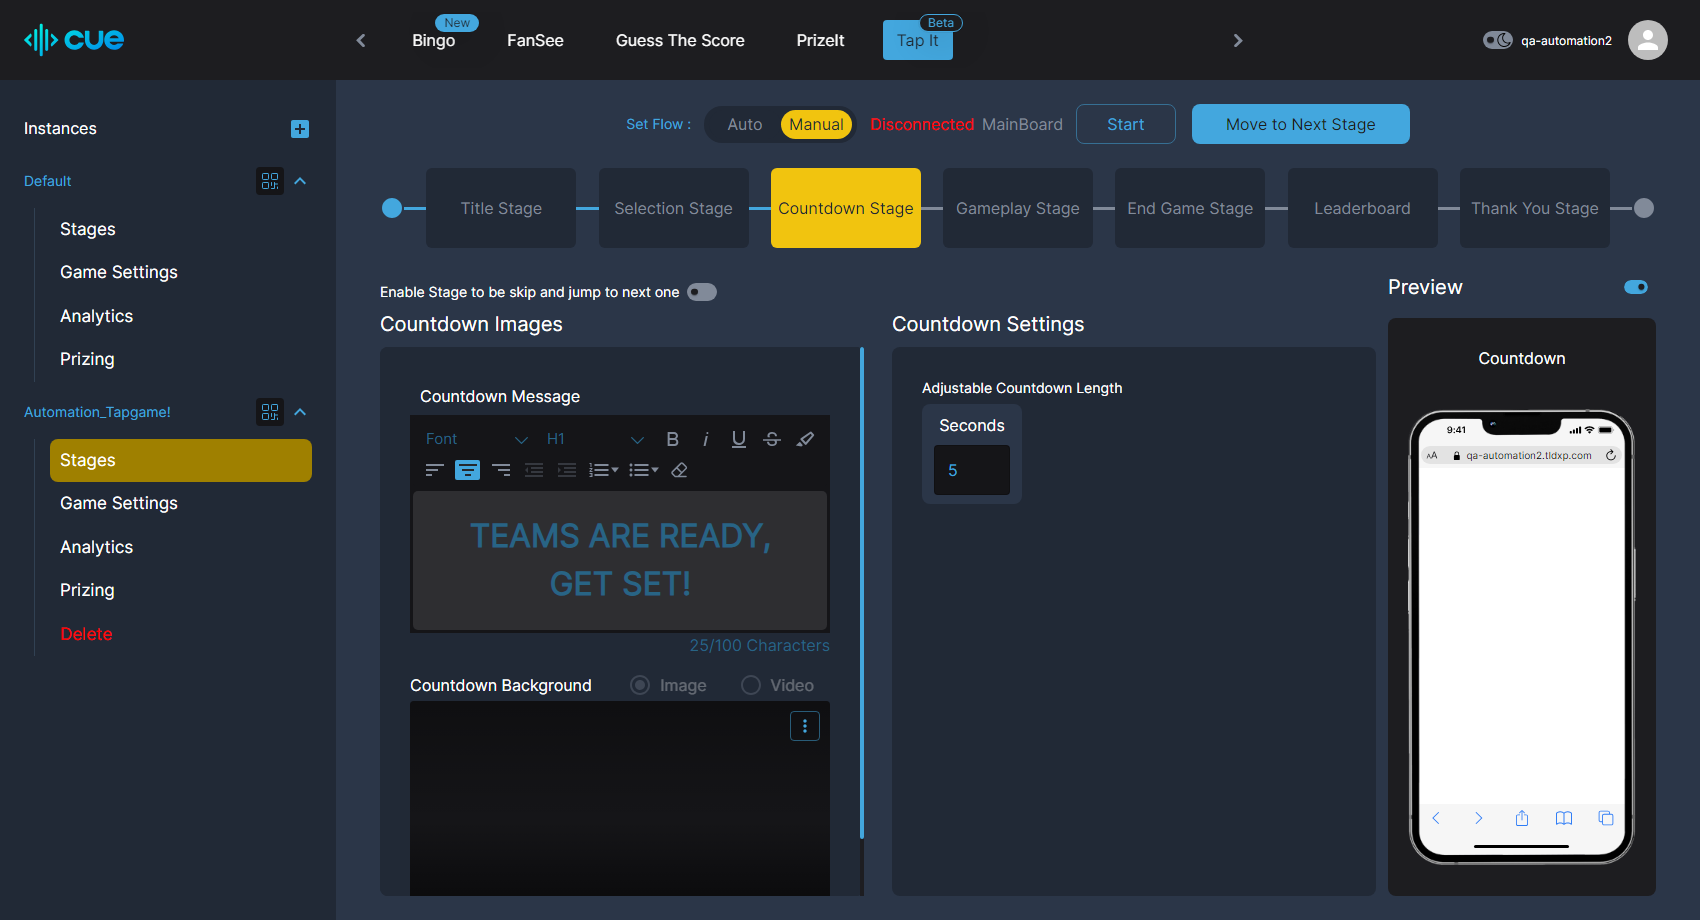 cue
New
Bingo
FanSee
Guess The Score
PrizeIt
Beta
Tap It
qa-automation2
Instances
Default
Stages
Game Settings
Analytics
Prizing
Automation_Tapgame!
Stages
Game Settings
Analytics
Prizing
Delete
Set Flow :
Auto
Manual
Disconnected MainBoard
Start
Move to Next Stage
Title Stage
Selection Stage
Countdown Stage
Gameplay Stage
End Game Stage
Leaderboard
Thank You Stage
Enable Stage to be skip and jump to next one
Countdown Images
Countdown Message
Font
H1
B
i
U
S
TEAMS ARE READY,
GET SET!
25/100 Characters
Countdown Background
Image
Video
Countdown Settings
Adjustable Countdown Length
Seconds
5
Preview
Countdown
9:41
AA
qa-automation2.tldxp.com